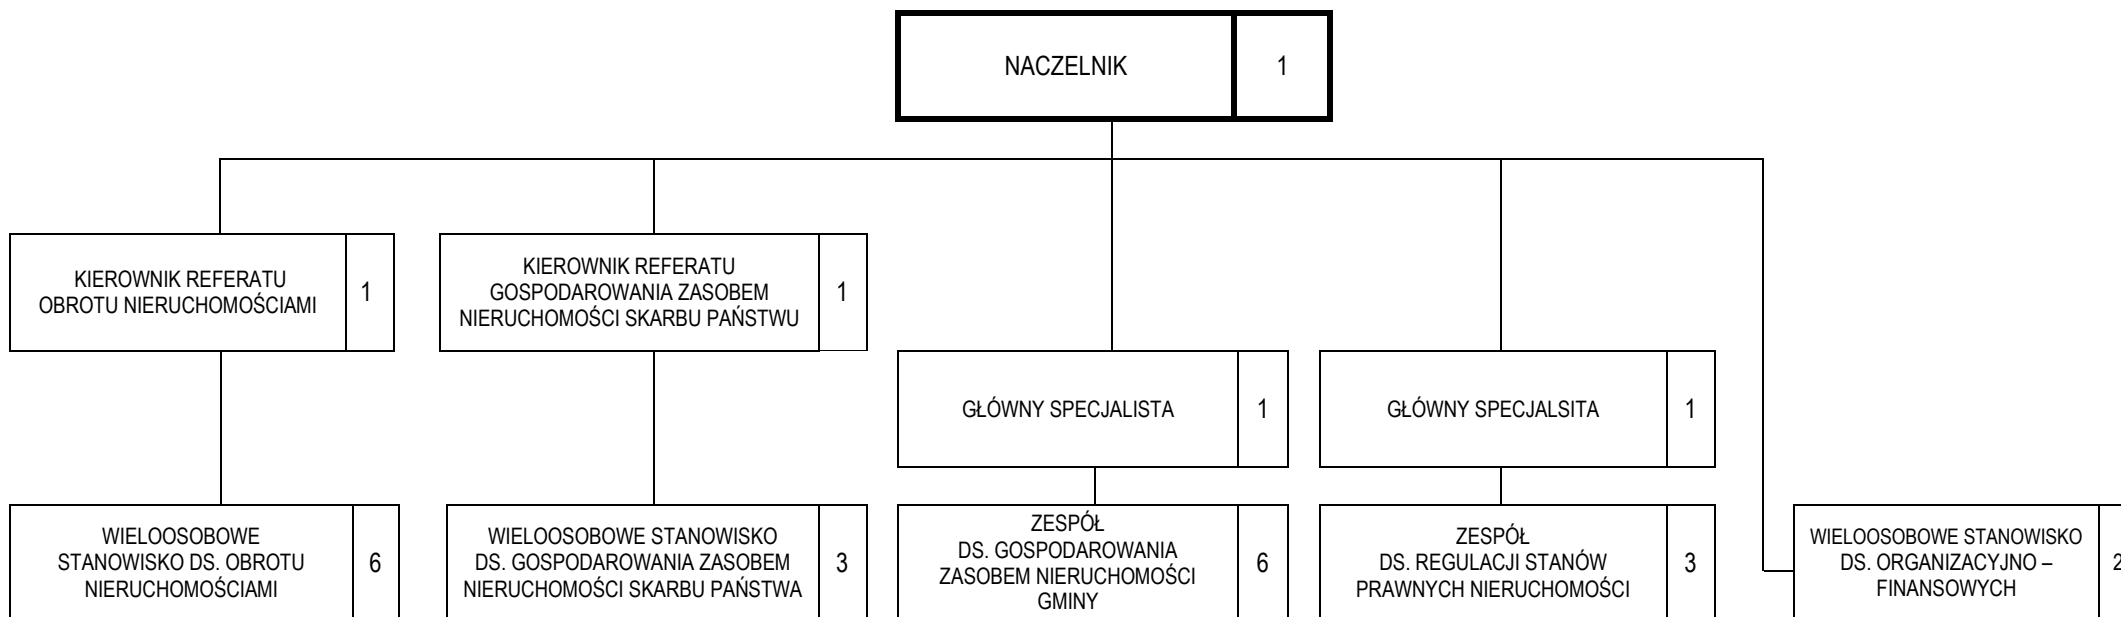 NACZELNIK
1
KIEROWNIK REFERATU
OBROTU NIERUCHOMOŚCIAMI
1
KIEROWNIK REFERATU
GOSPODAROWANIA ZASOBEM
NIERUCHOMOŚCI SKARBU PAŃSTWU
1
GŁÓWNY SPECJALISTA
1
GŁÓWNY SPECJALSITA
1
WIELOOSOBOWE
STANOWISKO DS. OBROTU
NIERUCHOMOŚCIAMI
6
WIELOOSOBOWE STANOWISKO
DS. GOSPODAROWANIA ZASOBEM
NIERUCHOMOŚCI SKARBU PAŃSTWA
3
ZESPÓŁ
DS. GOSPODAROWANIA
ZASOBEM NIERUCHOMOŚCI
GMINY
6
ZESPÓŁ
DS. REGULACJI STANÓW
PRAWNYCH NIERUCHOMOŚCI
3
WIELOOSOBOWE STANOWISKO
DS. ORGANIZACYJNO –
FINANSOWYCH
2